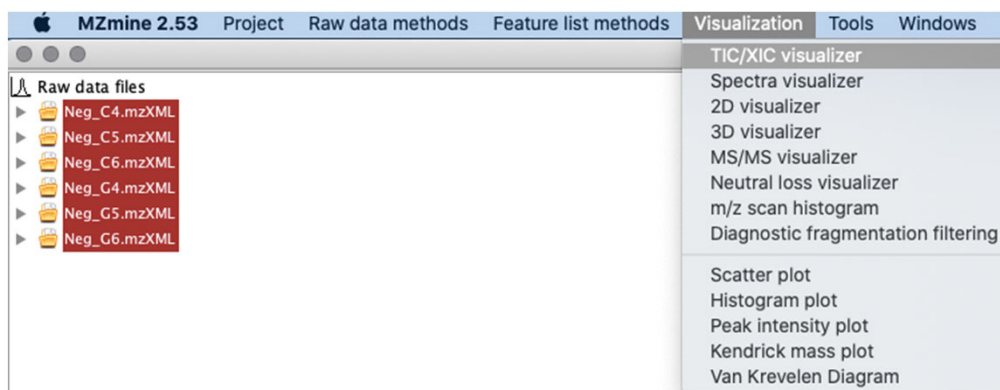 MZmine 2.53 Project Raw data methods Feature list methods Visualization Tools Windows
Raw data files
Neg_C4.mzXML
Neg_C5.mzXML
Neg_C6.mzXML
Neg_G4.mzXML
Neg_G5.mzXML
Neg_G6.mzXML
TIC/XIC visualizer
Spectra visualizer
2D visualizer
3D visualizer
MS/MS visualizer
Neutral loss visualizer
m/z scan histogram
Diagnostic fragmentation filtering
Scatter plot
Histogram plot
Peak intensity plot
Kendrick mass plot
Van Krevelen Diagram